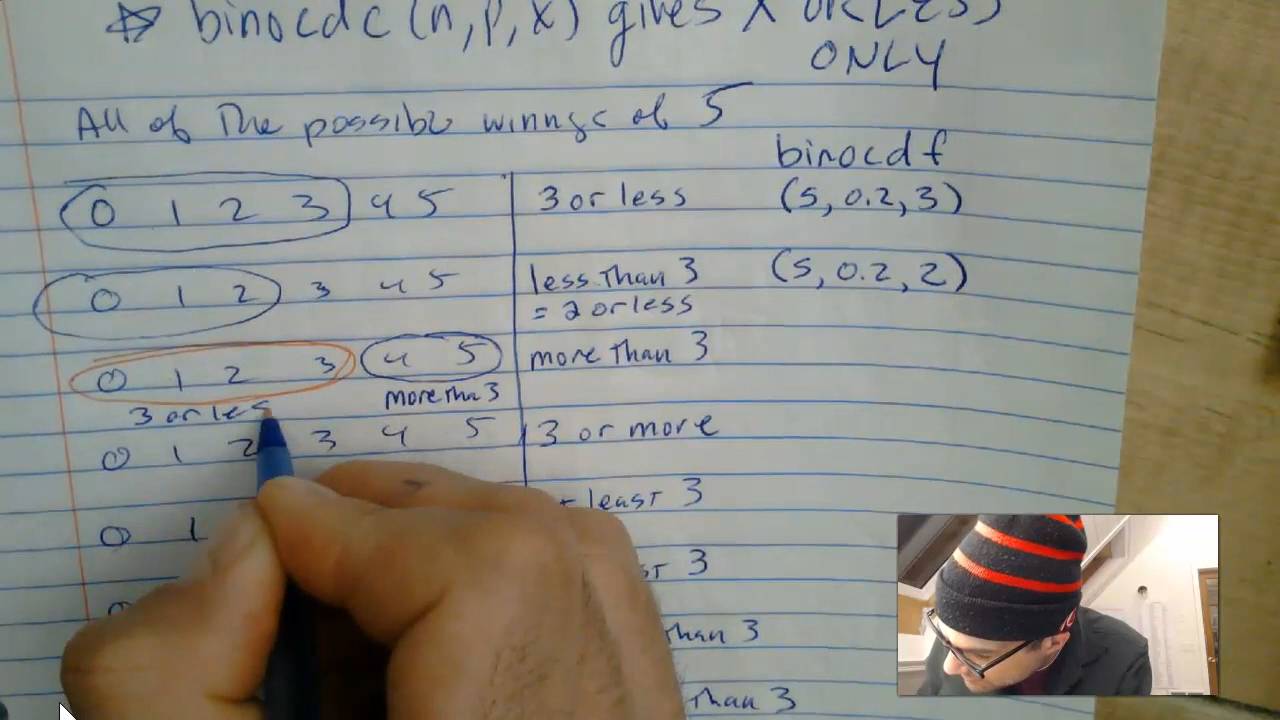 ☆ binocdc (n, p, x) gives X or (LESS)
ONLY
All of The possible winngs of 5
binocdf
0 1 2 3 4 5 3 or less (5, 0.2, 3)
0 1 2 3 4 5 less than 3 (5, 0.2, 2)
= 2 or less
0 1 2 3 4 5 more than 3
3 or les more tha 3
0 1 2 3 4 5 3 or more
least 3
0 1
3
than 3
than 3